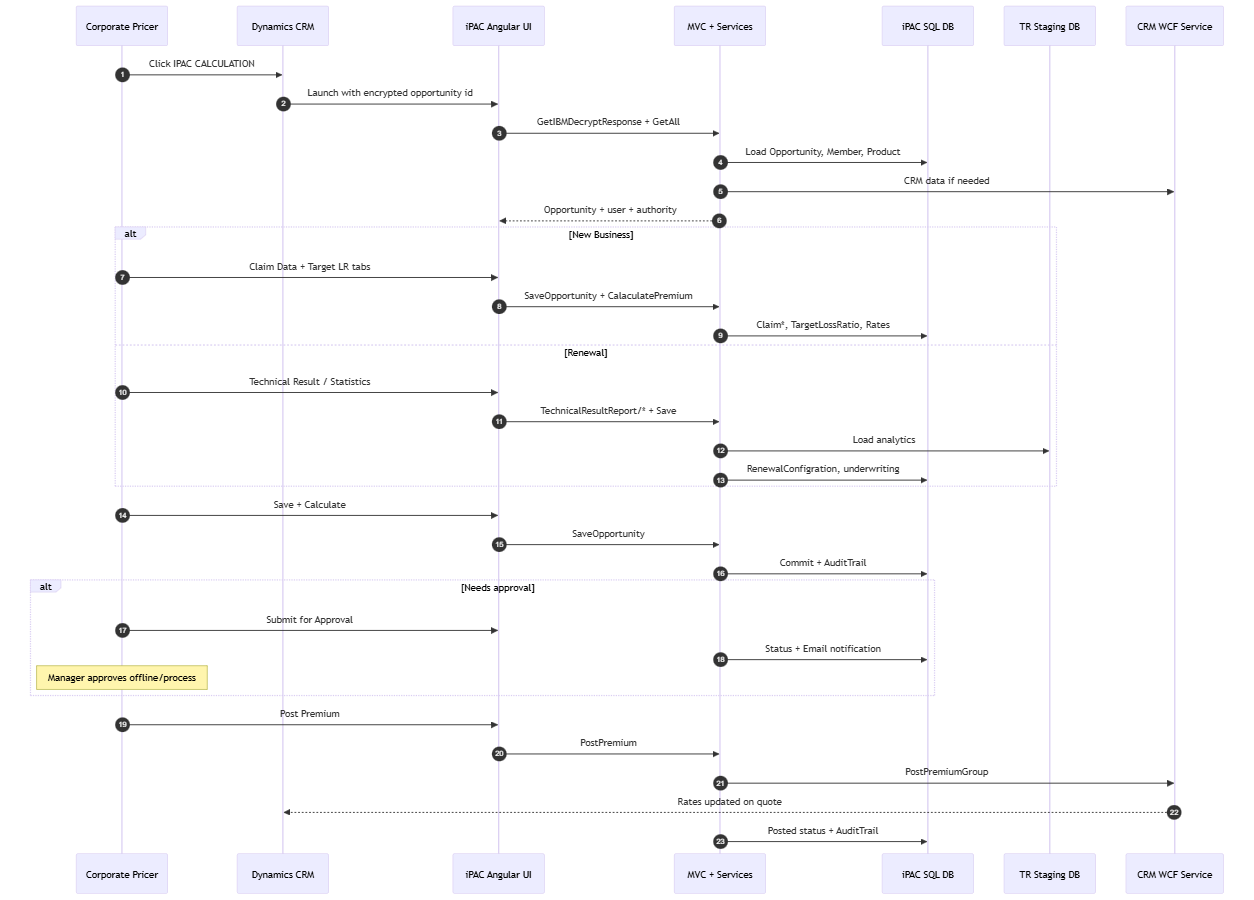 Corporate Pricer
Dynamics CRM
iPAC Angular UI
MVC + Services
iPAC SQL DB
TR Staging DB
CRM WCF Service
Click IPAC CALCULATION
1
Launch with encrypted opportunity id
2
GetIBMDecryptResponse + GetAll
3
Load Opportunity, Member, Product
4
CRM data if needed
5
Opportunity + user + authority
6
alt
[New Business]
Claim Data + Target LR tabs
7
SaveOpportunity + CalaculatePremium
8
Claim*, TargetLossRatio, Rates
9
[Renewal]
Technical Result / Statistics
10
TechnicalResultReport/* + Save
11
Load analytics
12
RenewalConfigration, underwriting
13
Save + Calculate
14
SaveOpportunity
15
Commit + AuditTrail
16
alt
[Needs approval]
Submit for Approval
17
Status + Email notification
18
Manager approves offline/process
Post Premium
19
PostPremium
20
PostPremiumGroup
21
Rates updated on quote
22
Posted status + AuditTrail
23
Corporate Pricer
Dynamics CRM
iPAC Angular UI
MVC + Services
iPAC SQL DB
TR Staging DB
CRM WCF Service